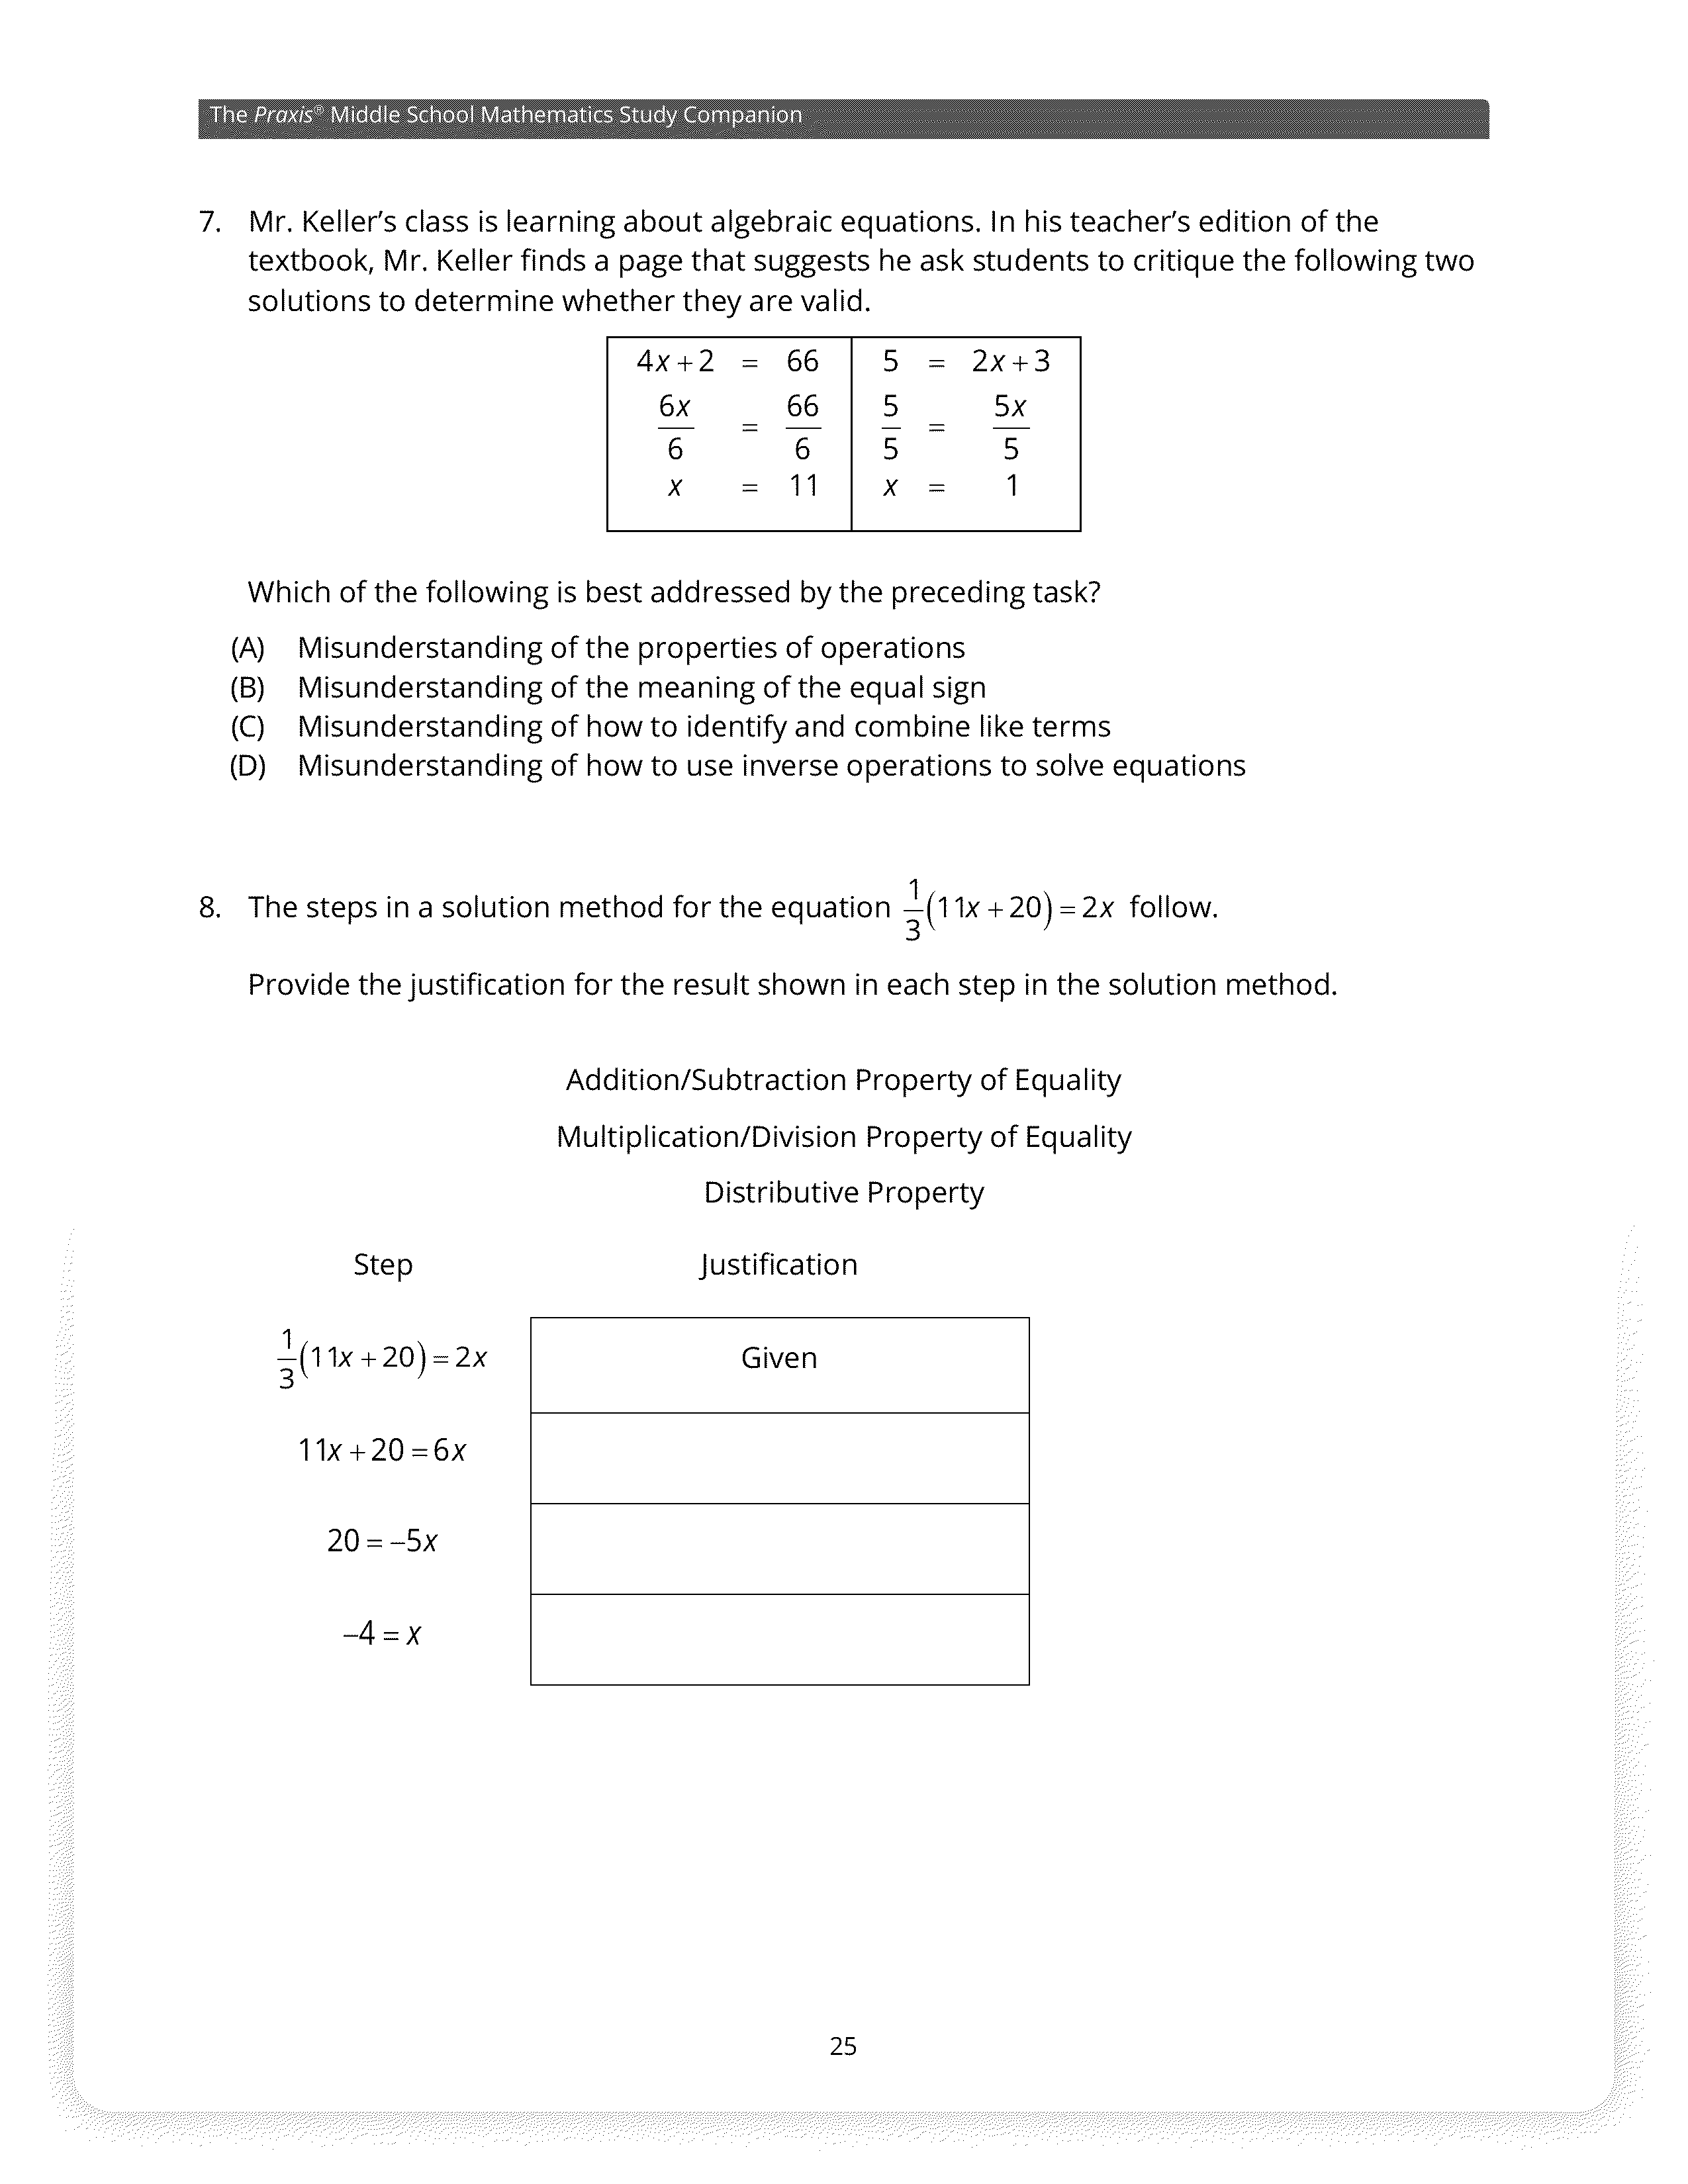 The Praxis® Middle School Mathematics Study Companion
7. Mr. Keller’s class is learning about algebraic equations. In his teacher’s edition of the
textbook, Mr. Keller finds a page that suggests he ask students to critique the following two
solutions to determine whether they are valid.
4x + 2 = 66 5 = 2x + 3
6x/6 = 66/6 5/5 = 5x/5
x = 11 x = 1
Which of the following is best addressed by the preceding task?
(A) Misunderstanding of the properties of operations
(B) Misunderstanding of the meaning of the equal sign
(C) Misunderstanding of how to identify and combine like terms
(D) Misunderstanding of how to use inverse operations to solve equations
8. The steps in a solution method for the equation 1/3(11x + 20) = 2x follow.
Provide the justification for the result shown in each step in the solution method.
Addition/Subtraction Property of Equality
Multiplication/Division Property of Equality
Distributive Property
Step Justification
1/3(11x + 20) = 2x Given
11x + 20 = 6x
20 = –5x
–4 = x
25